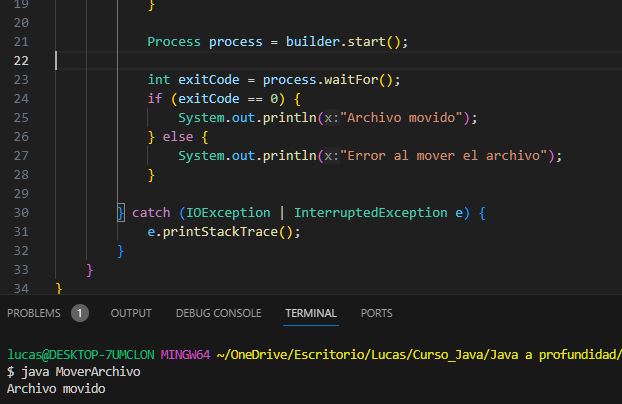 19 }
20
21 Process process = builder.start();
22
23 int exitCode = process.waitFor();
24 if (exitCode == 0) {
25 System.out.println(x:"Archivo movido");
26 } else {
27 System.out.println(x:"Error al mover el archivo");
28 }
29
30 } catch (IOException | InterruptedException e) {
31 e.printStackTrace();
32 }
33 }
34 }
PROBLEMS 1 OUTPUT DEBUG CONSOLE TERMINAL PORTS
lucas@DESKTOP-7UMCLON MINGW64 ~/OneDrive/Escritorio/Lucas/Curso_Java/Java a profundidad/
$ java MoverArchivo
Archivo movido